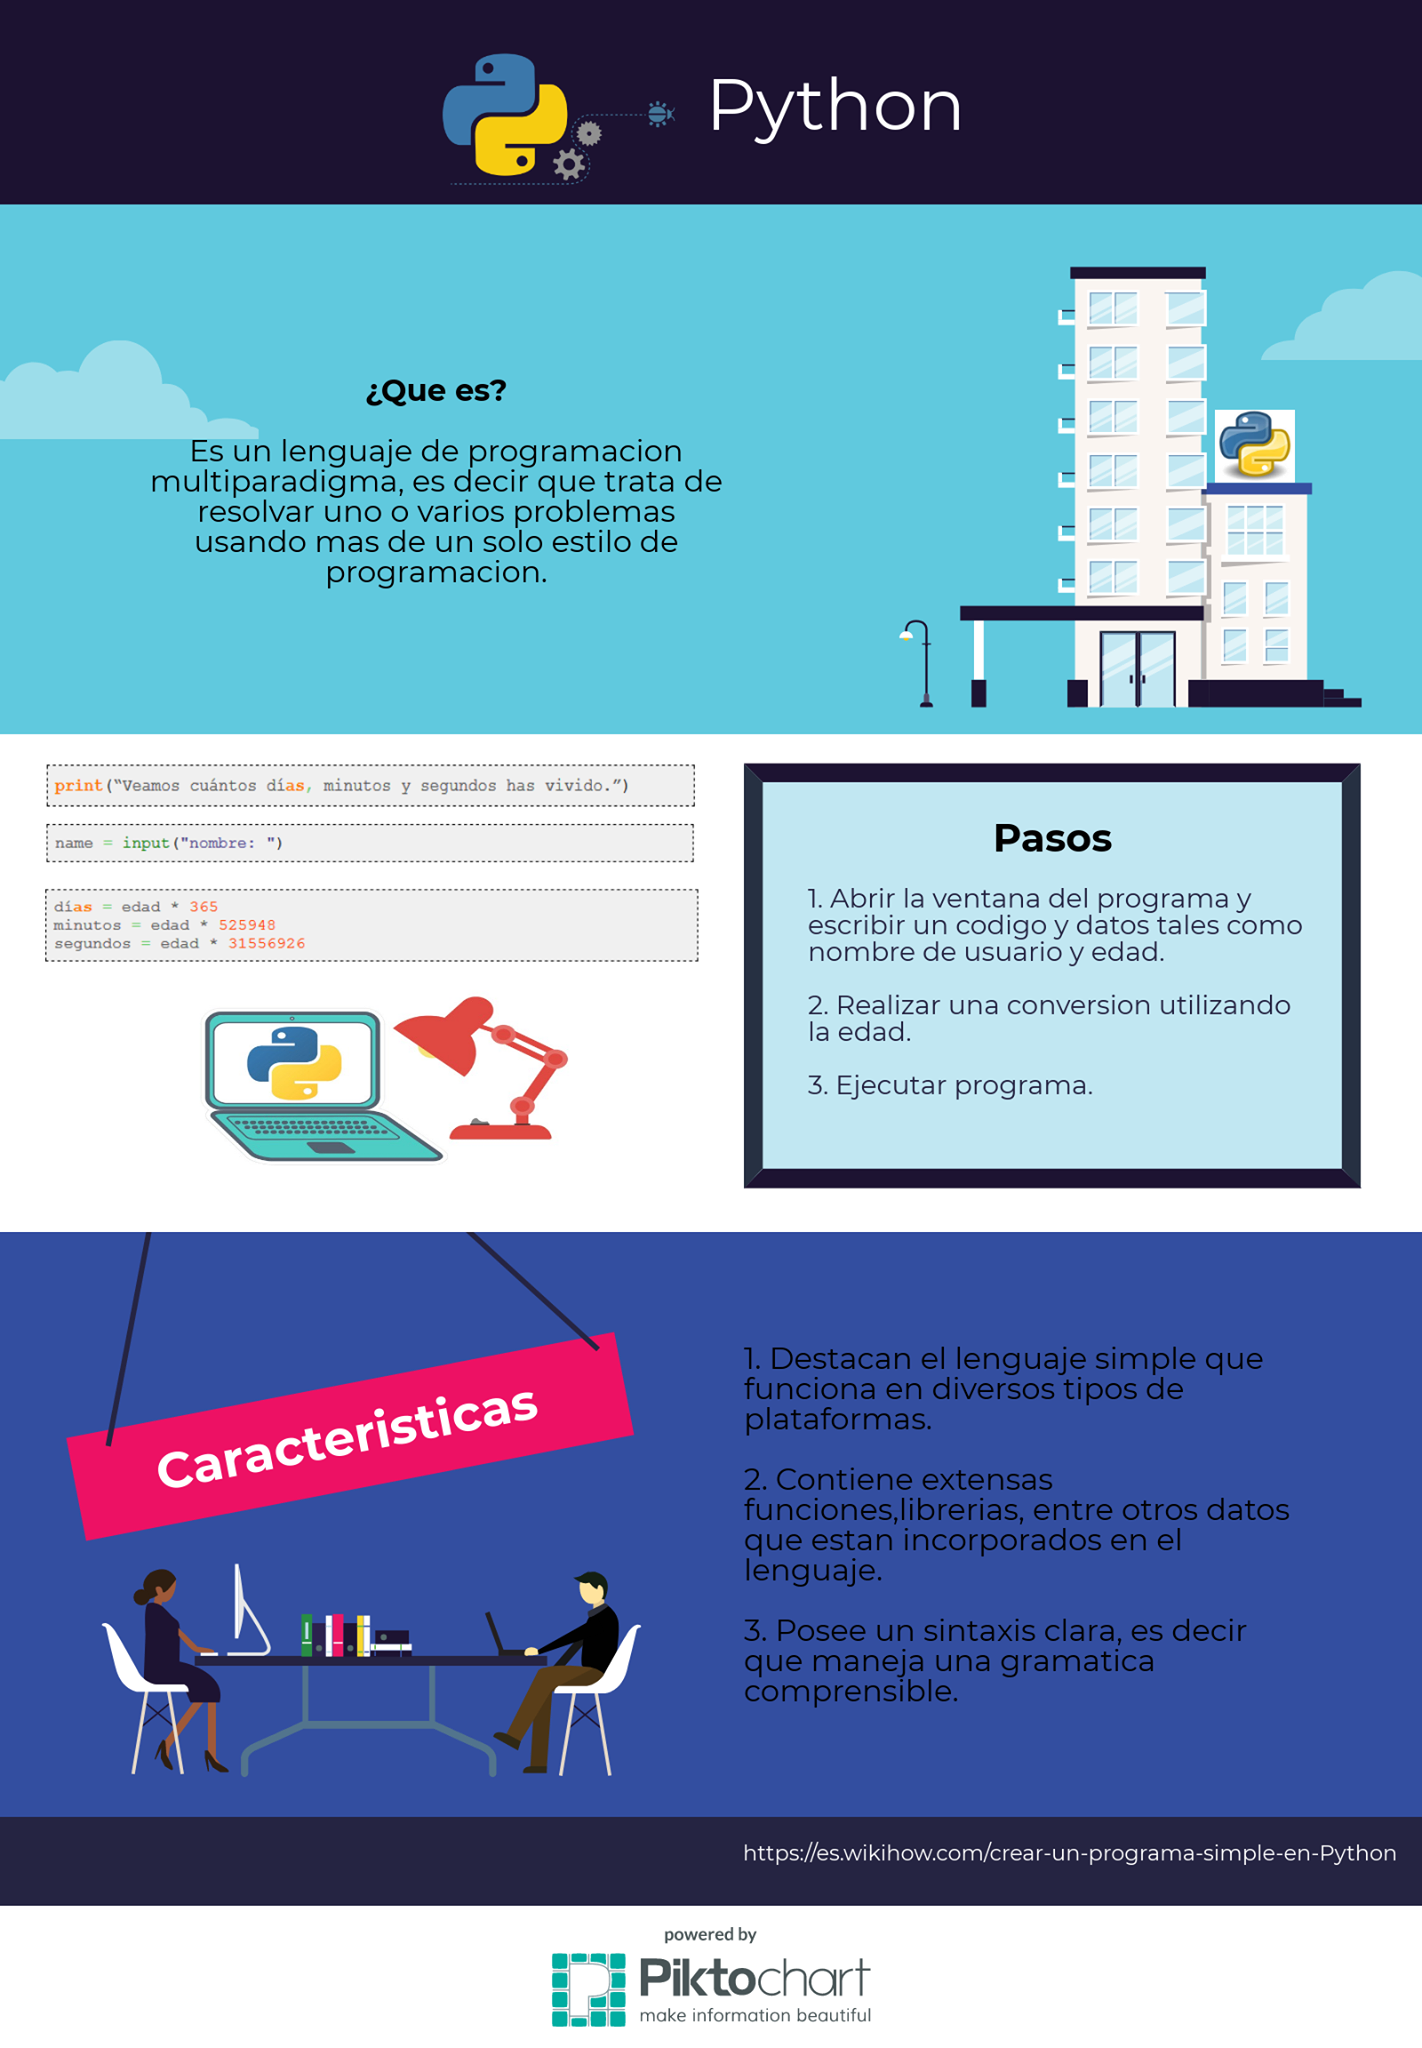 Python
¿Que es?
Es un lenguaje de programacion
multiparadigma, es decir que trata de
resolvar uno o varios problemas
usando mas de un solo estilo de
programacion.
print(“Veamos cuántos días, minutos y segundos has vivido.”)
name = input("nombre: ")
días = edad * 365
minutos = edad * 525948
segundos = edad * 31556926
Pasos
1. Abrir la ventana del programa y
escribir un codigo y datos tales como
nombre de usuario y edad.
2. Realizar una conversion utilizando
la edad.
3. Ejecutar programa.
Caracteristicas
1. Destacan el lenguaje simple que
funciona en diversos tipos de
plataformas.
2. Contiene extensas
funciones,librerias, entre otros datos
que estan incorporados en el
lenguaje.
3. Posee un sintaxis clara, es decir
que maneja una gramatica
comprensible.
https://es.wikihow.com/crear-un-programa-simple-en-Python
powered by
Piktochart
make information beautiful